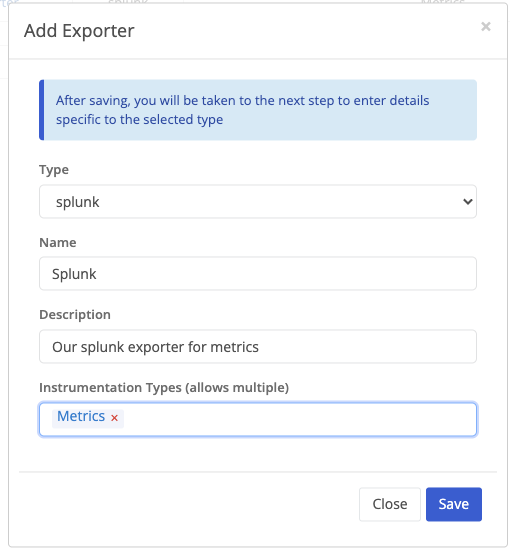 Add Exporter
×
After saving, you will be taken to the next step to enter details
specific to the selected type
Type
splunk
Name
Splunk
Description
Our splunk exporter for metrics
Instrumentation Types (allows multiple)
Metrics ×
Close
Save